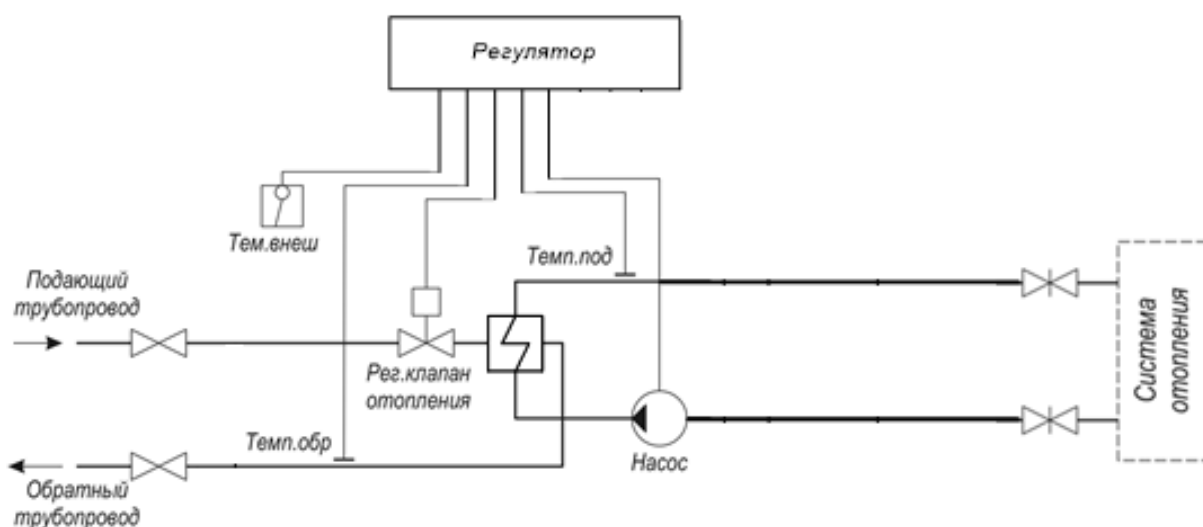 Регулятор
Тем.внеш
Темп.под
Подающий
трубопровод
Рег.клапан
отопления
Система
отопления
Темп.обр
Насос
Обратный
трубопровод